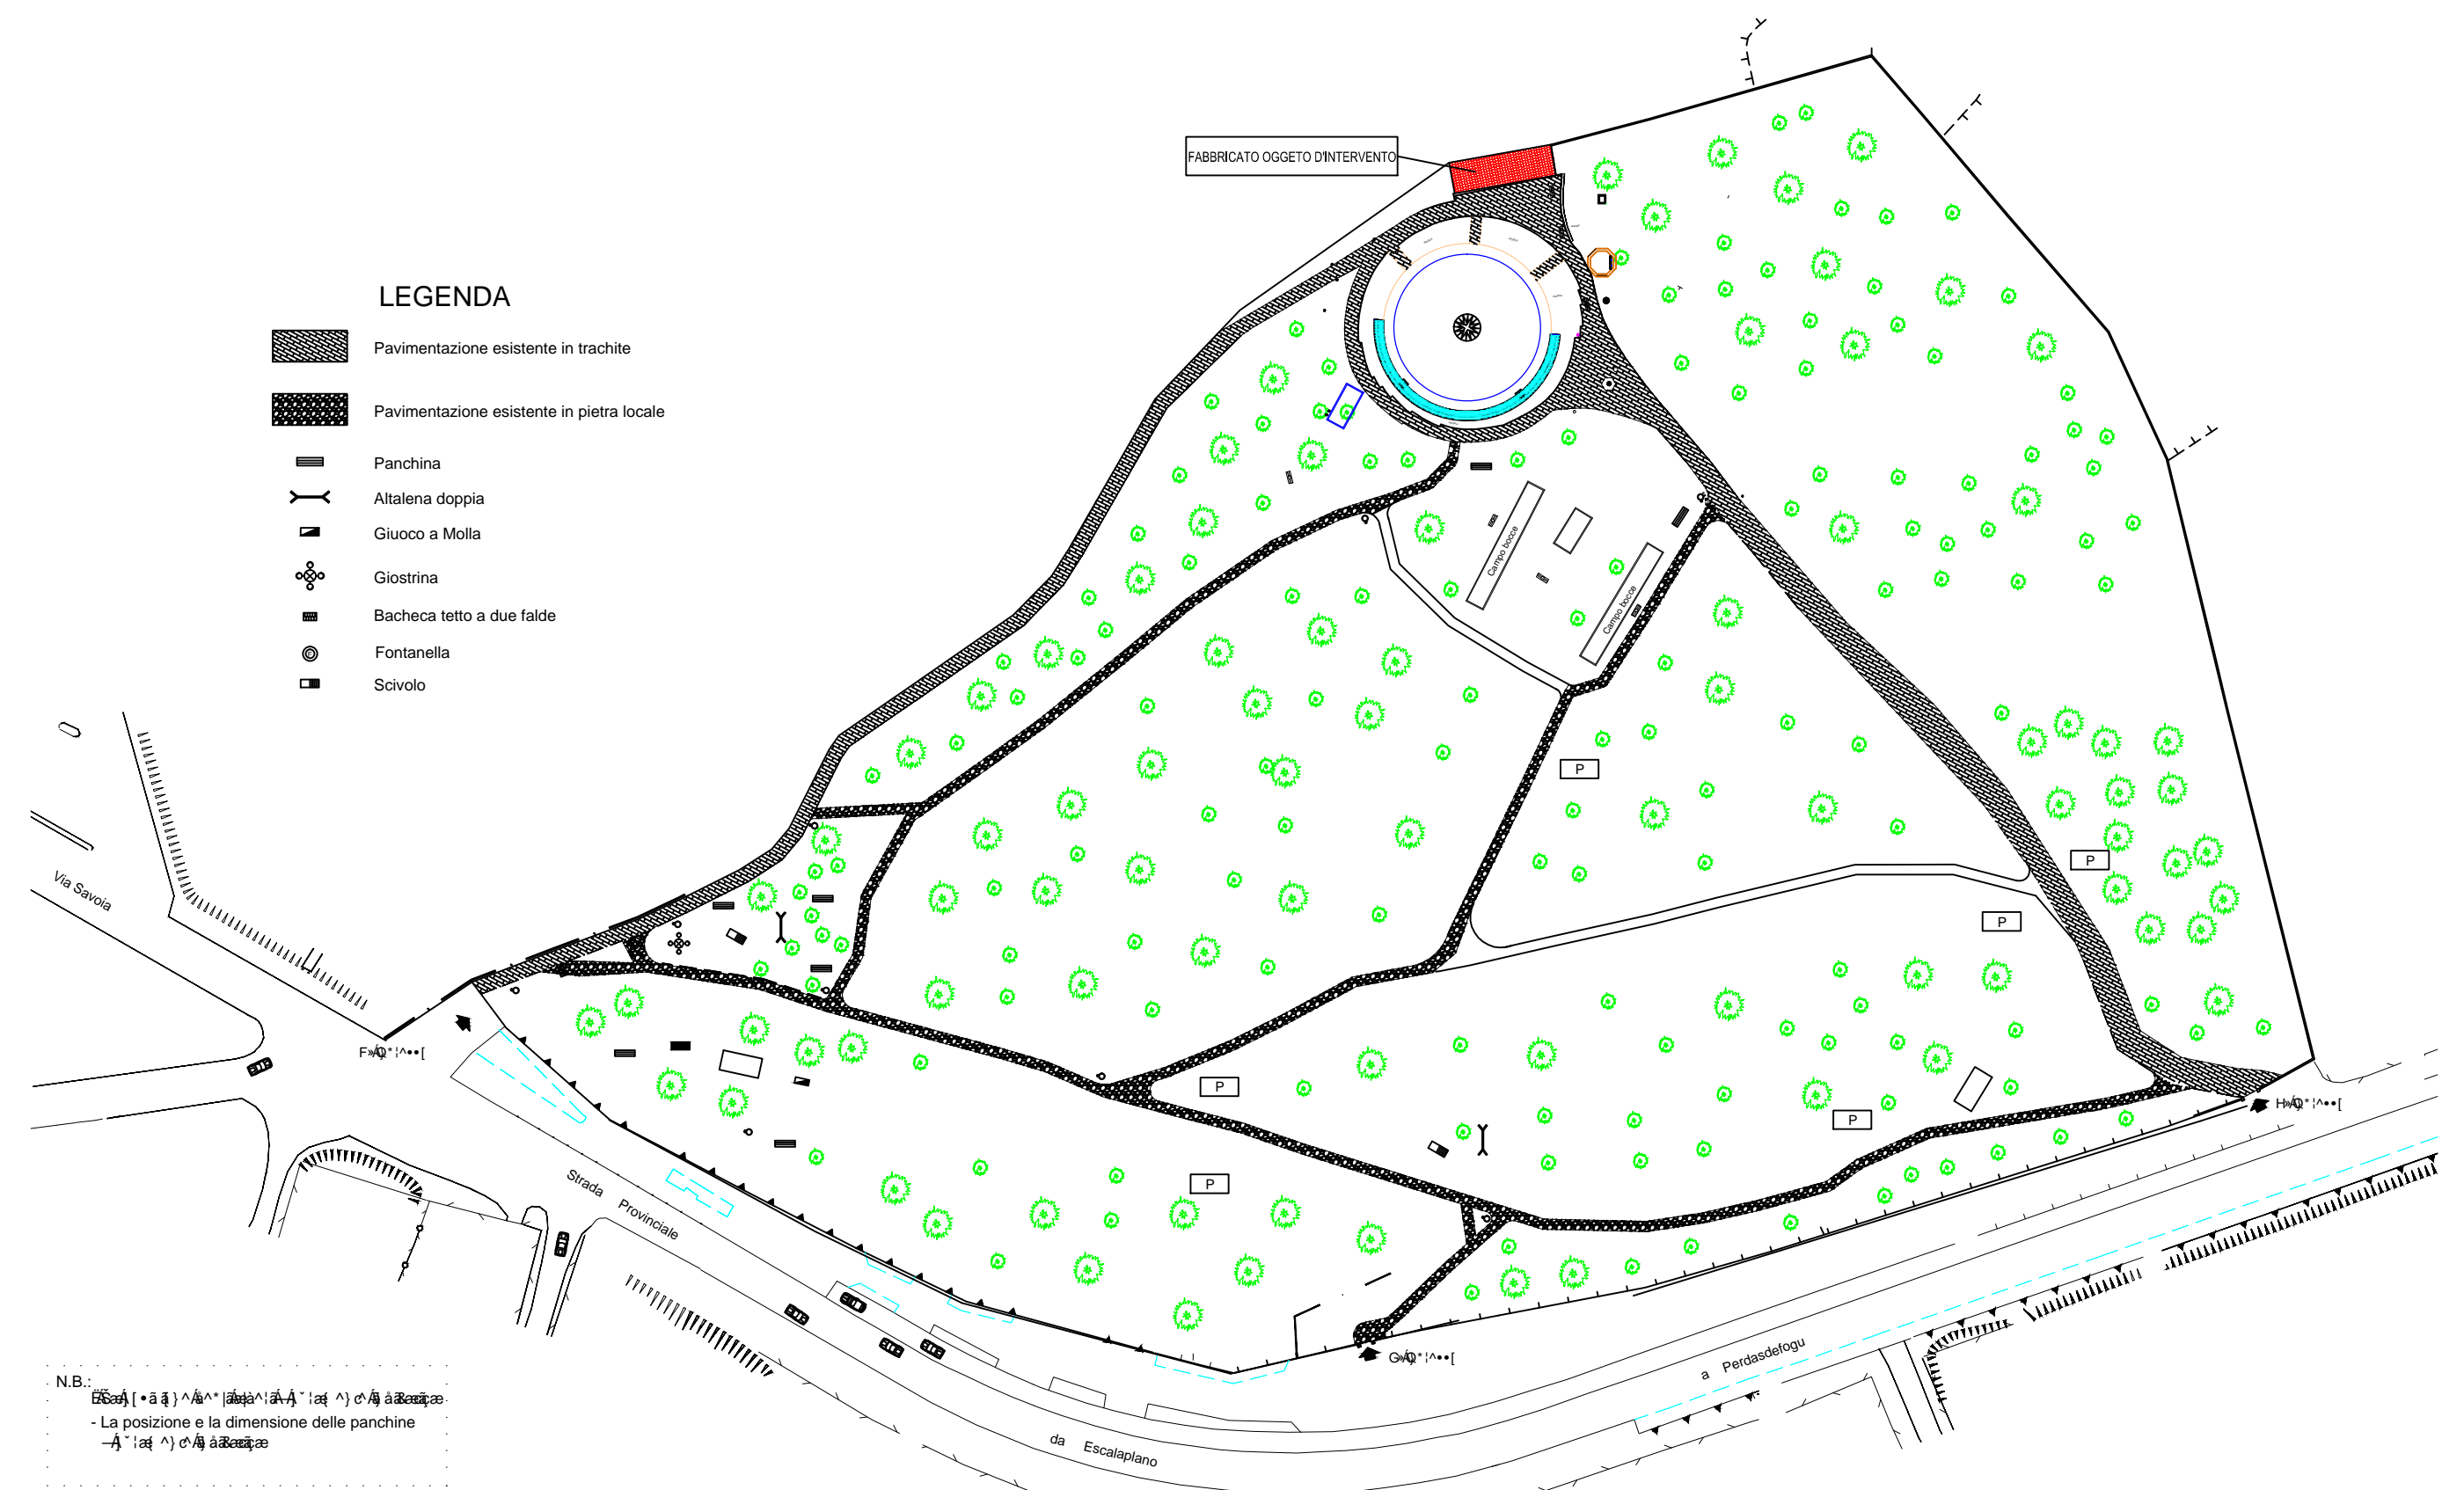 FABBRICATO OGGETO D'INTERVENTO
LEGENDA
Pavimentazione esistente in trachite
Pavimentazione esistente in pietra locale
Panchina
Altalena doppia
Giuoco a Molla
Giostrina
Bacheca tetto a due falde
Fontanella
Scivolo
Campo bocce
Campo bocce
P
P
P
P
P
P
Via Savoia
Strada Provinciale
da Escalaplano
a Perdasdefogu
N.B.:
- La posizione e la dimensione delle panchine